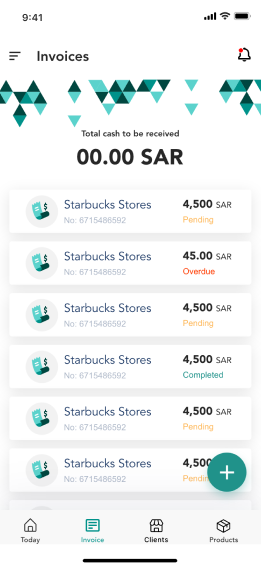 9:41
Invoices
Total cash to be received
00.00 SAR
Starbucks Stores 4,500 SAR
No: 6715486592 Pending
Starbucks Stores 45.00 SAR
No: 6715486592 Overdue
Starbucks Stores 4,500 SAR
No: 6715486592 Pending
Starbucks Stores 4,500 SAR
No: 6715486592 Completed
Starbucks Stores 4,500 SAR
No: 6715486592 Pending
Starbucks Stores 4,500
No: 6715486592
Today Invoice Clients Products